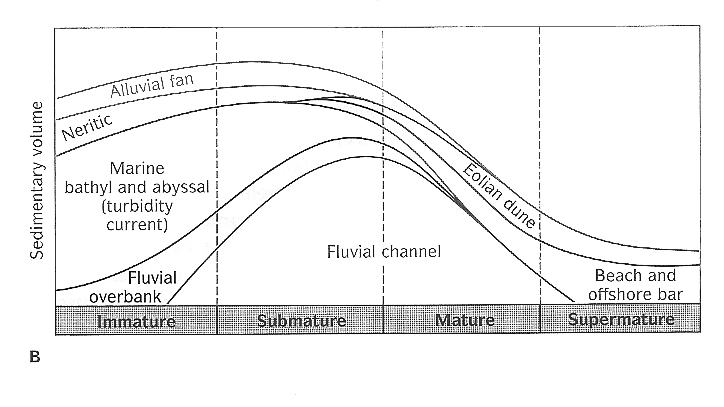 Sedimentary volume
Alluvial fan
Neritic
Marine
bathyl and abyssal
(turbidity
current)
Fluvial
overbank
Fluvial channel
Eolian dune
Beach and
offshore bar
Immature
Submature
Mature
Supermature
B